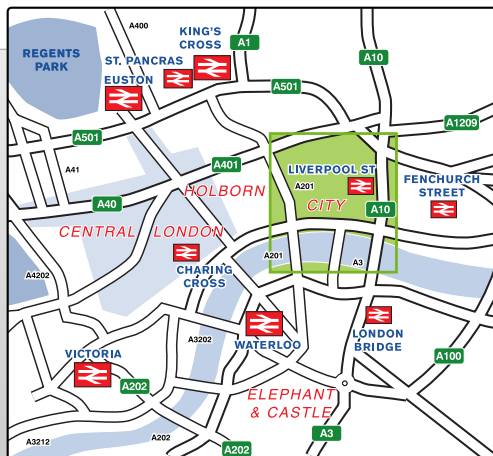 A400
KING'S
CROSS
A1
REGENTS
PARK
ST. PANCRAS
EUSTON
A10
A501
A1209
A501
A41
A401
LIVERPOOL ST
A201
FENCHURCH
STREET
HOLBORN
A40
CITY
A10
CENTRAL LONDON
A201
A3
A4202
CHARING
CROSS
A3202
WATERLOO
LONDON
BRIDGE
VICTORIA
A100
A202
ELEPHANT
& CASTLE
A3
A3212
A202
A202